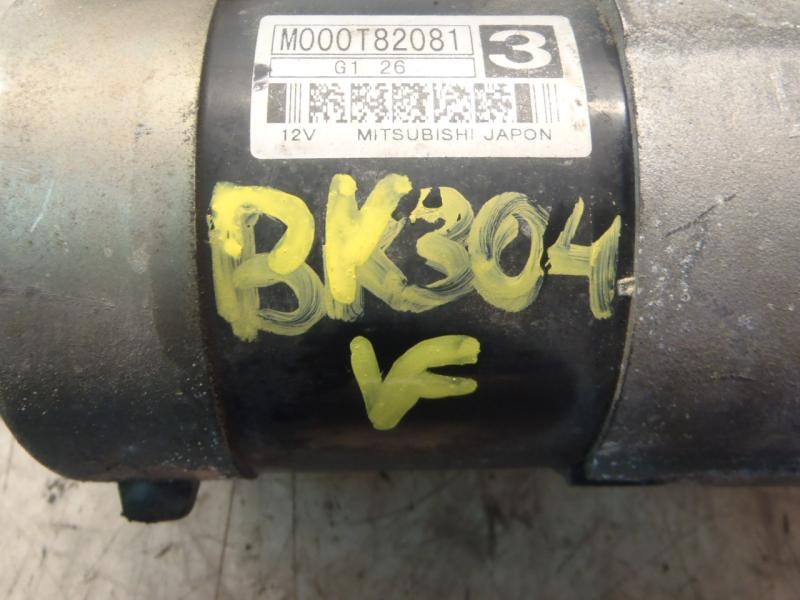 M000T82081 3
G1 26
12V MITSUBISHI JAPON
BK304
VF